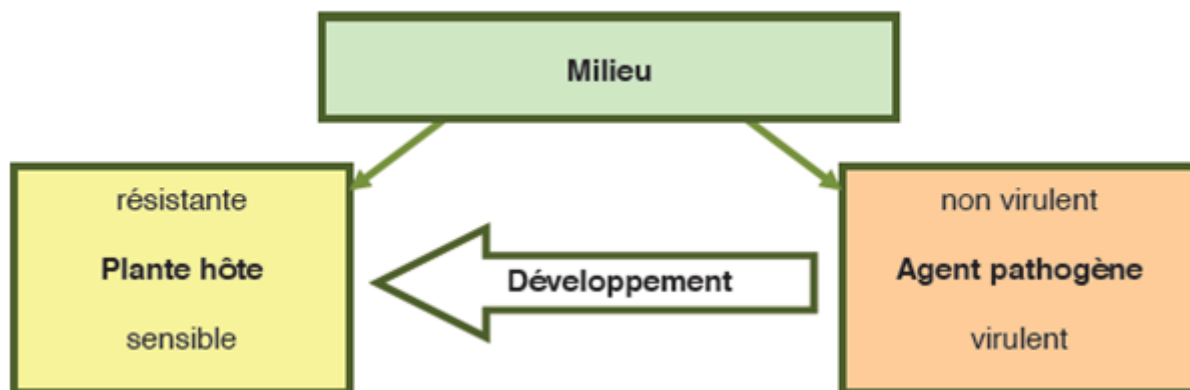 Milieu
résistante
Plante hôte
sensible
Développement
non virulent
Agent pathogène
virulent